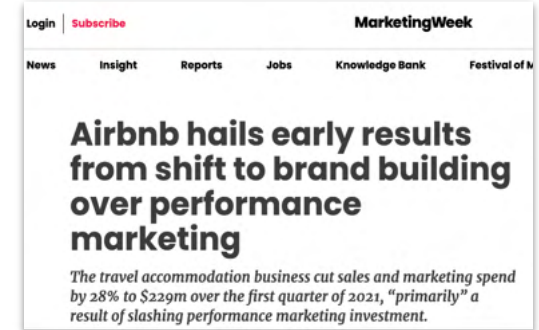 Login | Subscribe MarketingWeek
News Insight Reports Jobs Knowledge Bank Festival of M
Airbnb hails early results
from shift to brand building
over performance
marketing
The travel accommodation business cut sales and marketing spend
by 28% to $229m over the first quarter of 2021, “primarily” a
result of slashing performance marketing investment.